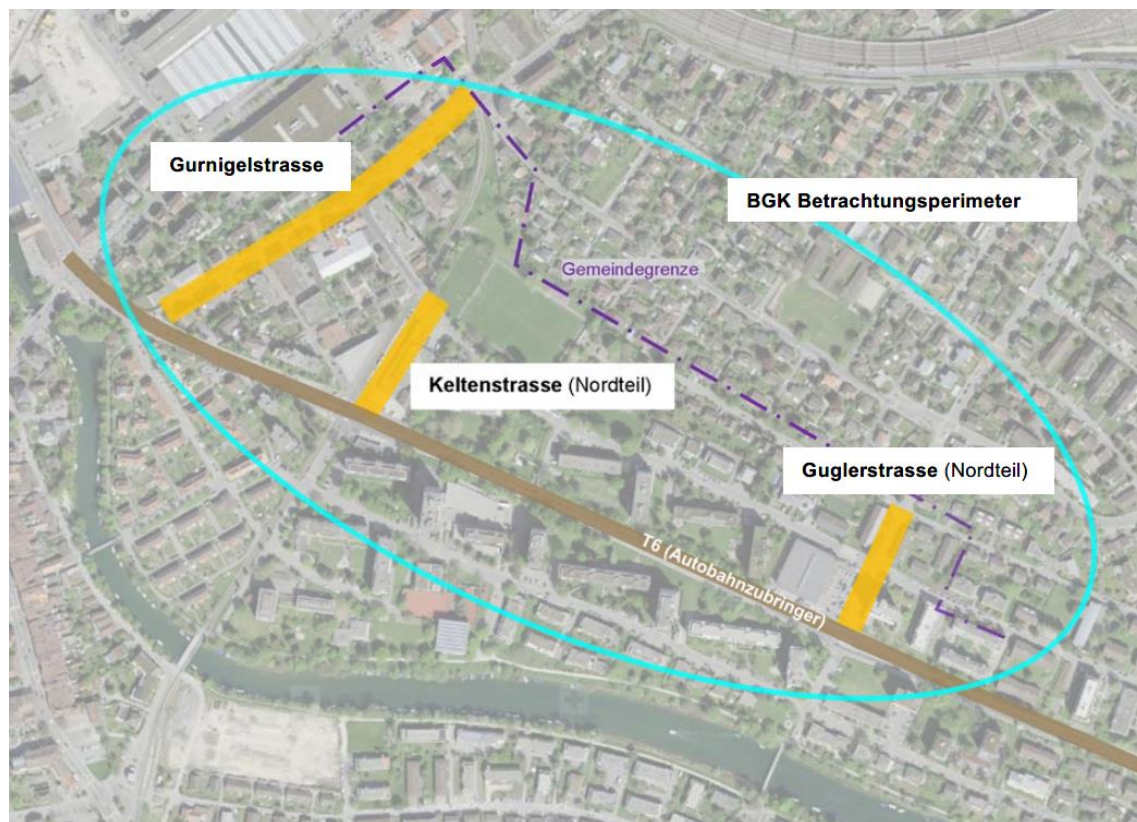 Gurnigelstrasse
BGK Betrachtungsperimeter
Gemeindegrenze
Keltenstrasse (Nordteil)
Guglerstrasse (Nordteil)
T6 (Autobahnzubringer)